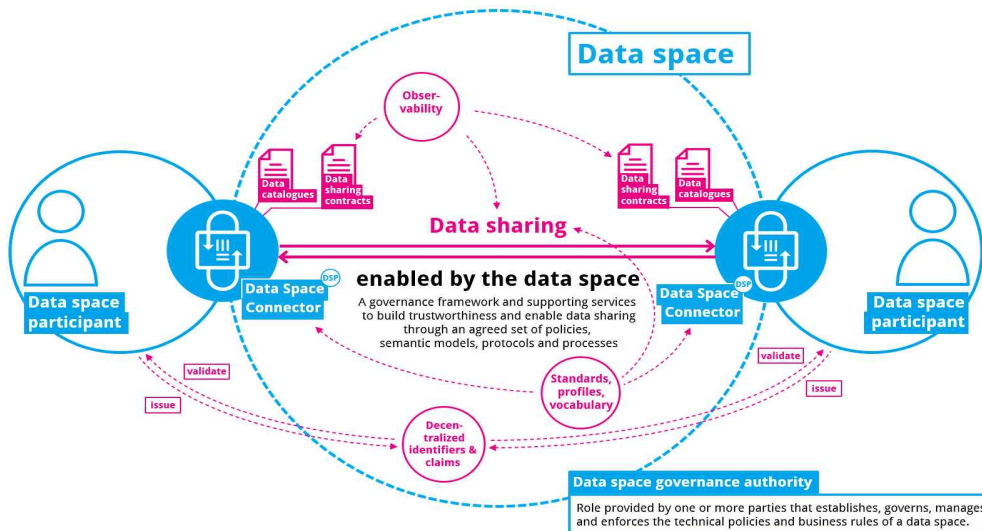 Data space
Obser-
vability
Data
catalogues
Data
sharing
contracts
Data
sharing
contracts
Data
catalogues
Data sharing
enabled by the data space
A governance framework and supporting services
to build trustworthiness and enable data sharing
through an agreed set of policies,
semantic models, protocols and processes
DSP
Data Space
Connector
DSP
Data Space
Connector
Data space
participant
Data space
participant
validate
issue
validate
issue
Standards,
profiles,
vocabulary
Decen-
tralized
identifiers &
claims
Data space governance authority
Role provided by one or more parties that establishes, governs, manages
and enforces the technical policies and business rules of a data space.